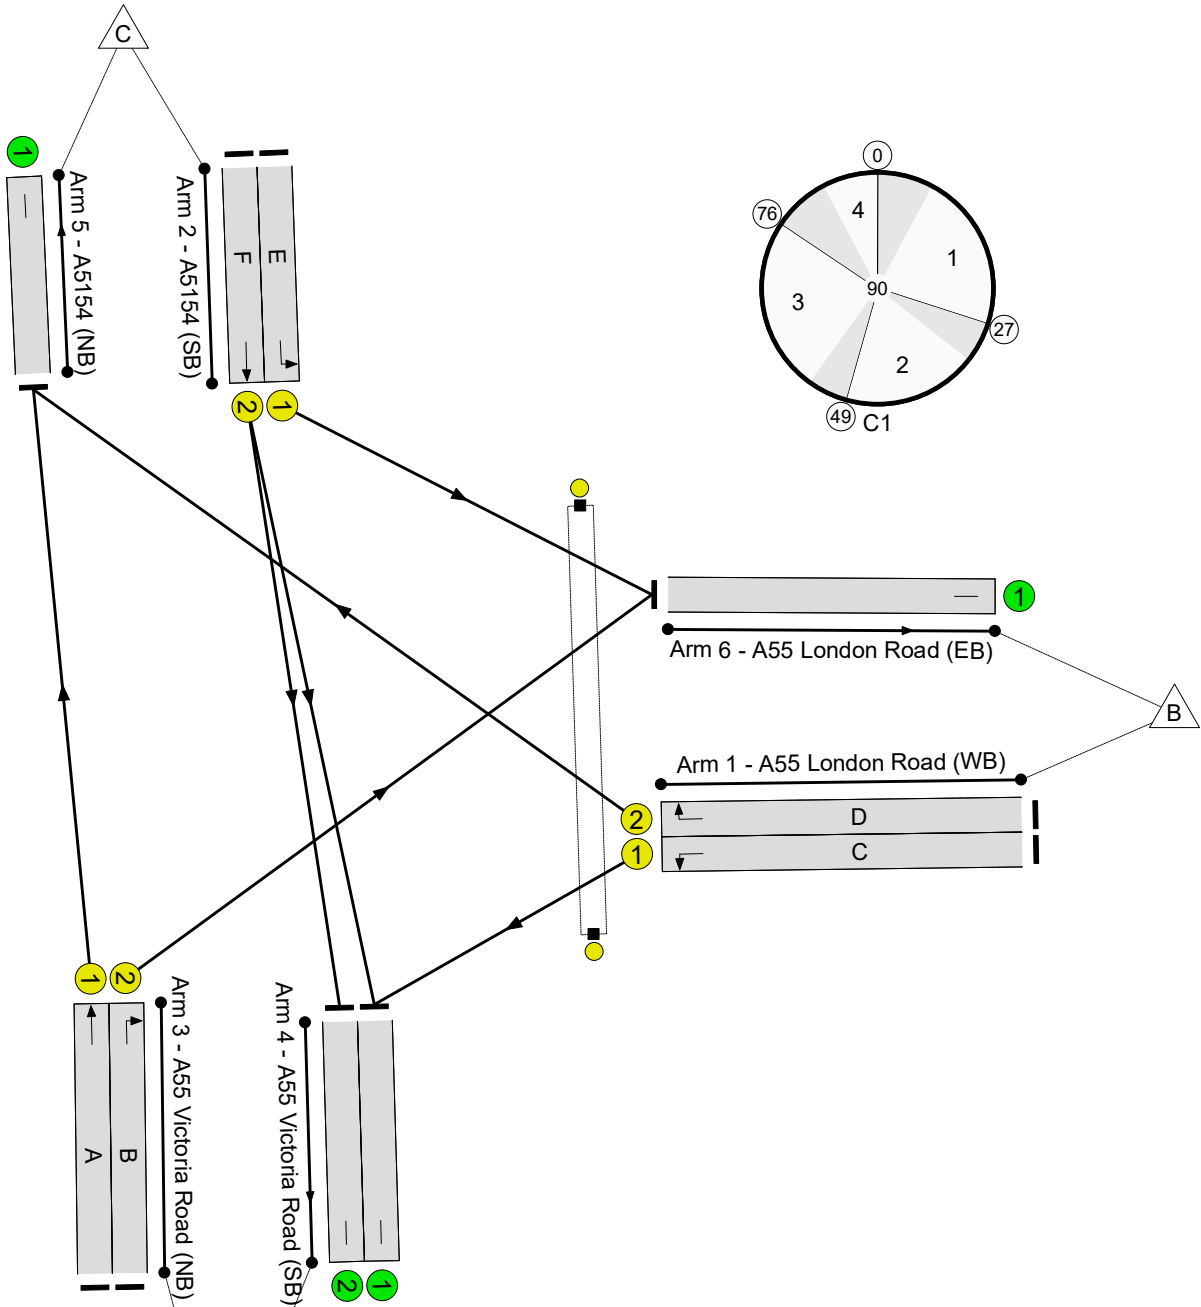 C
1
Arm 5 - A5154 (NB)
Arm 2 - A5154 (SB)
F
E
2
1
0
4
1
76
90
3
27
2
49
C1
1
Arm 6 - A55 London Road (EB)
B
Arm 1 - A55 London Road (WB)
2
D
1
C
1
2
Arm 3 - A55 Victoria Road (NB)
A
B
Arm 4 - A55 Victoria Road (SB)
2
1